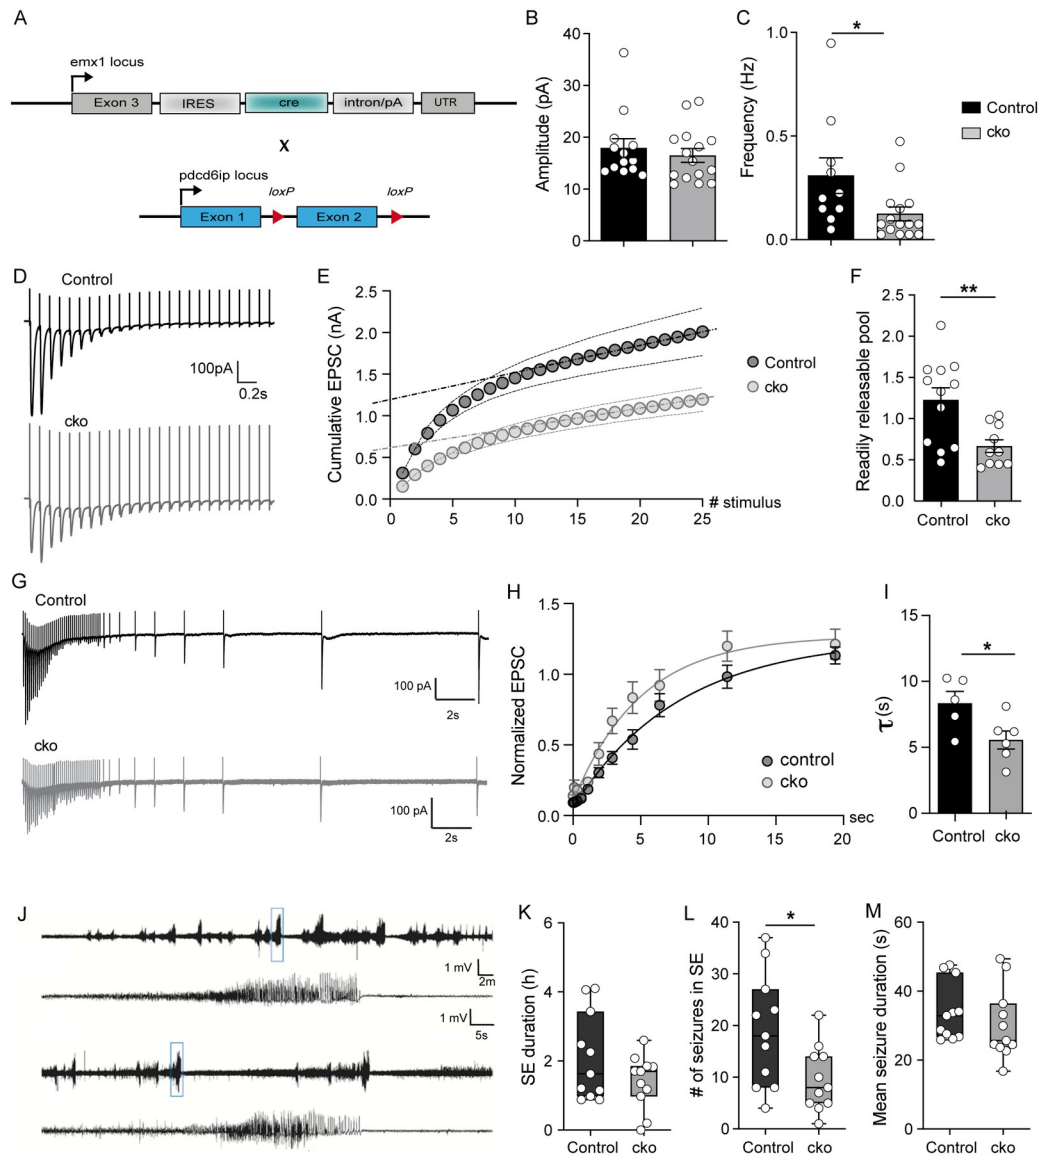 A
emx1 locus
Exon 3 IRES cre intron/pA UTR
X
pdcd6ip locus
loxP loxP
Exon 1 Exon 2
B
Amplitude (pA)
40
30
20
10
0
C
Frequency (Hz)
1.0
0.5
0.0
*
Control
cko
D
Control
100pA
0.2s
cko
E
Cumulative EPSC (nA)
2.5
2.0
1.5
1.0
0.5
0.0
0 5 10 15 20 25
# stimulus
Control
cko
F
Readily releasable pool
2.5
2.0
1.5
1.0
0.5
0.0
**
Control cko
G
Control
100 pA
2s
cko
100 pA
2s
H
Normalized EPSC
1.5
1.0
0.5
0.0
0 5 10 15 20 sec
control
cko
I
τ(s)
15
10
5
0
*
Control cko
J
1 mV
2m
1 mV
5s
K
SE duration (h)
6
4
2
0
Control cko
L
# of seizures in SE
40
30
20
10
0
*
Control cko
M
Mean seizure duration (s)
60
40
20
0
Control cko